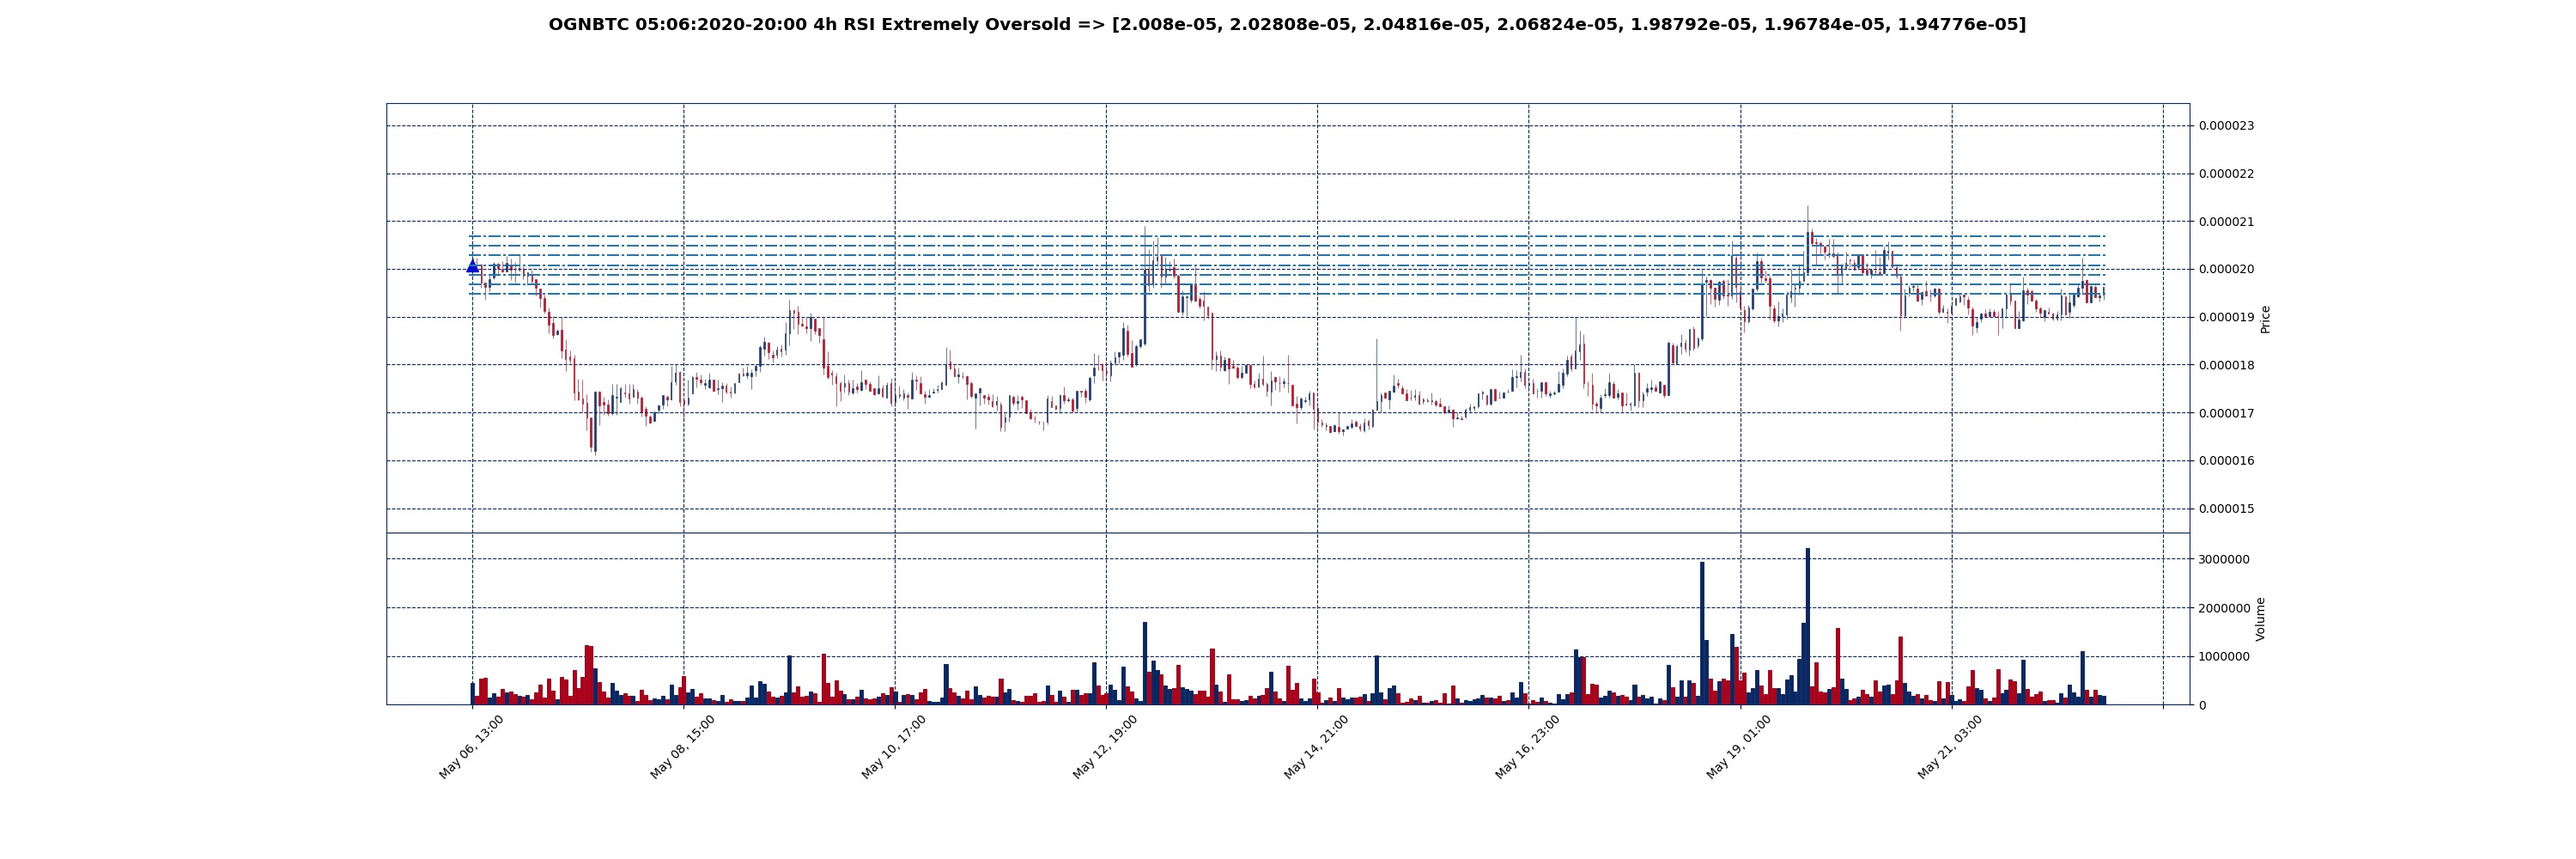 OGNBTC 05:06:2020-20:00 4h RSI Extremely Oversold => [2.008e-05, 2.02808e-05, 2.04816e-05, 2.06824e-05, 1.98792e-05, 1.96784e-05, 1.94776e-05]
0.000023
0.000022
0.000021
0.000020
0.000019
0.000018
0.000017
0.000016
0.000015
Price
3000000
2000000
1000000
0
Volume
May 06, 13:00
May 08, 15:00
May 10, 17:00
May 12, 19:00
May 14, 21:00
May 16, 23:00
May 19, 01:00
May 21, 03:00